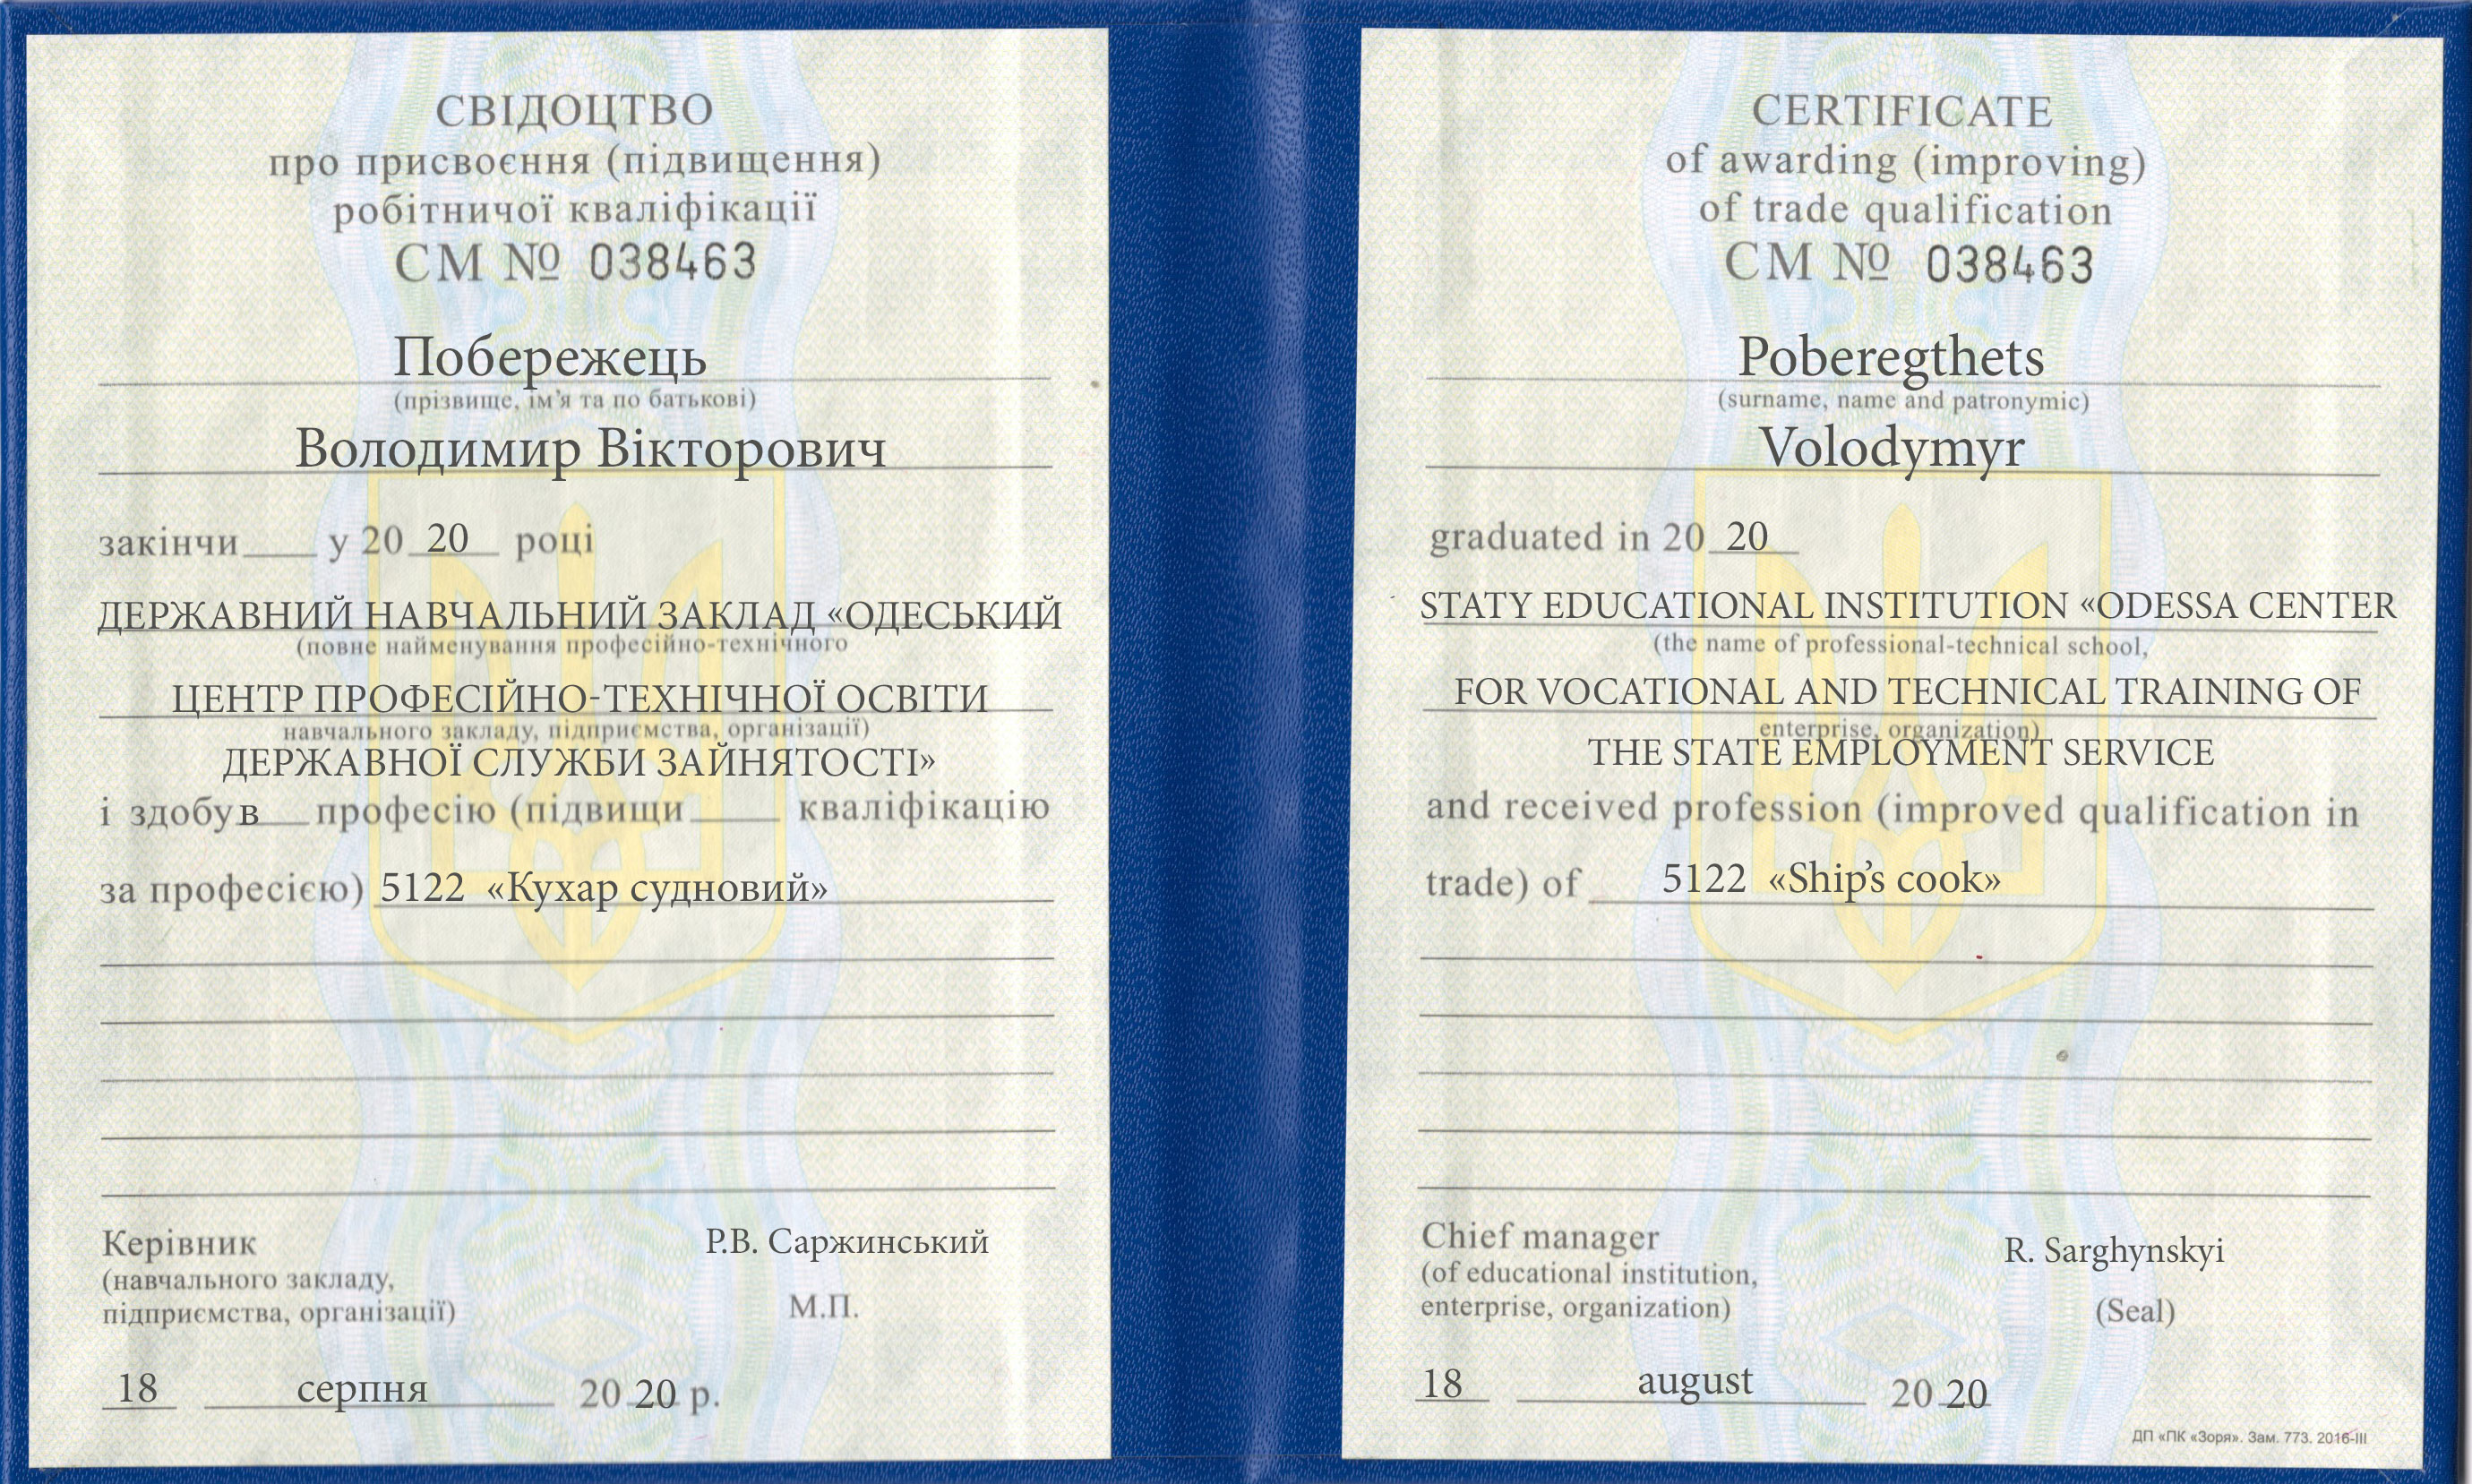 СВІДОЦТВО
про присвоєння (підвищення)
робітничої кваліфікації
СМ № 038463
Побережець
(прізвище, ім’я та по батькові)
Володимир Вікторович
закінчи____ у 20 20 році
ДЕРЖАВНИЙ НАВЧАЛЬНИЙ ЗАКЛАД «ОДЕСЬКИЙ
(повне найменування професійно-технічного
ЦЕНТР ПРОФЕСІЙНО-ТЕХНІЧНОЇ ОСВІТИ
навчального закладу, підприємства, організації)
ДЕРЖАВНОЇ СЛУЖБИ ЗАЙНЯТОСТІ»
і здобув___ професію (підвищи____ кваліфікацію
за професією) 5122 «Кухар судновий»
Керівник
(навчального закладу,
підприємства, організації)
Р.В. Саржинський
М.П.
18 серпня 20 20 р.
CERTIFICATE
of awarding (improving)
of trade qualification
СМ № 038463
Poberegthets
(surname, name and patronymic)
Volodymyr
graduated in 20 20
STATY EDUCATIONAL INSTITUTION «ODESSA CENTER
(the name of professional-technical school,
FOR VOCATIONAL AND TECHNICAL TRAINING OF
enterprise, organization)
THE STATE EMPLOYMENT SERVICE
and received profession (improved qualification in
trade) of 5122 «Ship’s cook»
Chief manager
(of educational institution,
enterprise, organization)
R. Sarghynskyi
(Seal)
18 august 20 20
ДП «ПК «Зоря». Зам. 773. 2016-III